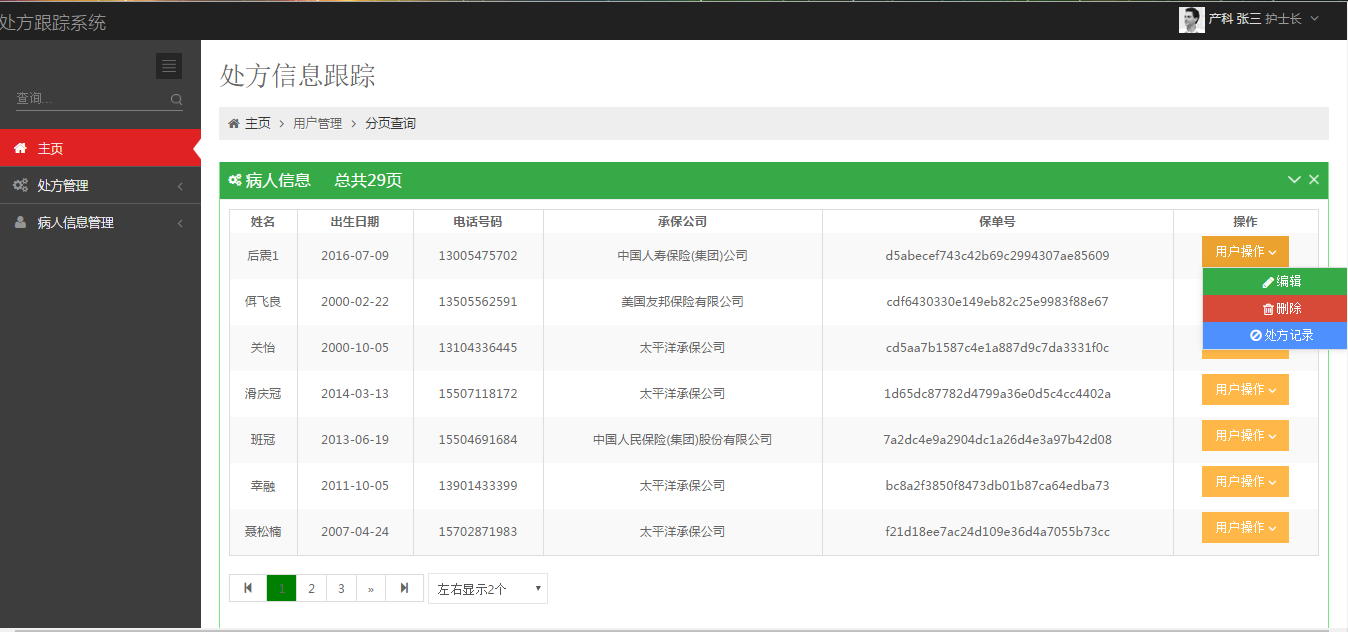 处方跟踪系统
产科 张三 护士长
查询...
主页
处方管理
病人信息管理
处方信息跟踪
主页 > 用户管理 > 分页查询
病人信息 总共29页
姓名 出生日期 电话号码 承保公司 保单号 操作
后震1 2016-07-09 13005475702 中国人寿保险(集团)公司 d5abecef743c42b69c2994307ae85609 用户操作
编辑
删除
处方记录
佴飞良 2000-02-22 13505562591 美国友邦保险有限公司 cdf6430330e149eb82c25e9983f88e67
关怡 2000-10-05 13104336445 太平洋承保公司 cd5aa7b1587c4e1a887d9c7da3331f0c
滑庆冠 2014-03-13 15507118172 太平洋承保公司 1d65dc87782d4799a36e0d5c4cc4402a 用户操作
班冠 2013-06-19 15504691684 中国人民保险(集团)股份有限公司 7a2dc4e9a2904dc1a26d4e3a97b42d08 用户操作
宰融 2011-10-05 13901433399 太平洋承保公司 bc8a2f3850f8473db01b87ca64edba73 用户操作
聂松楠 2007-04-24 15702871983 太平洋承保公司 f21d18ee7ac24d109e36d4a7055b73cc 用户操作
1 2 3 » 左右显示2个